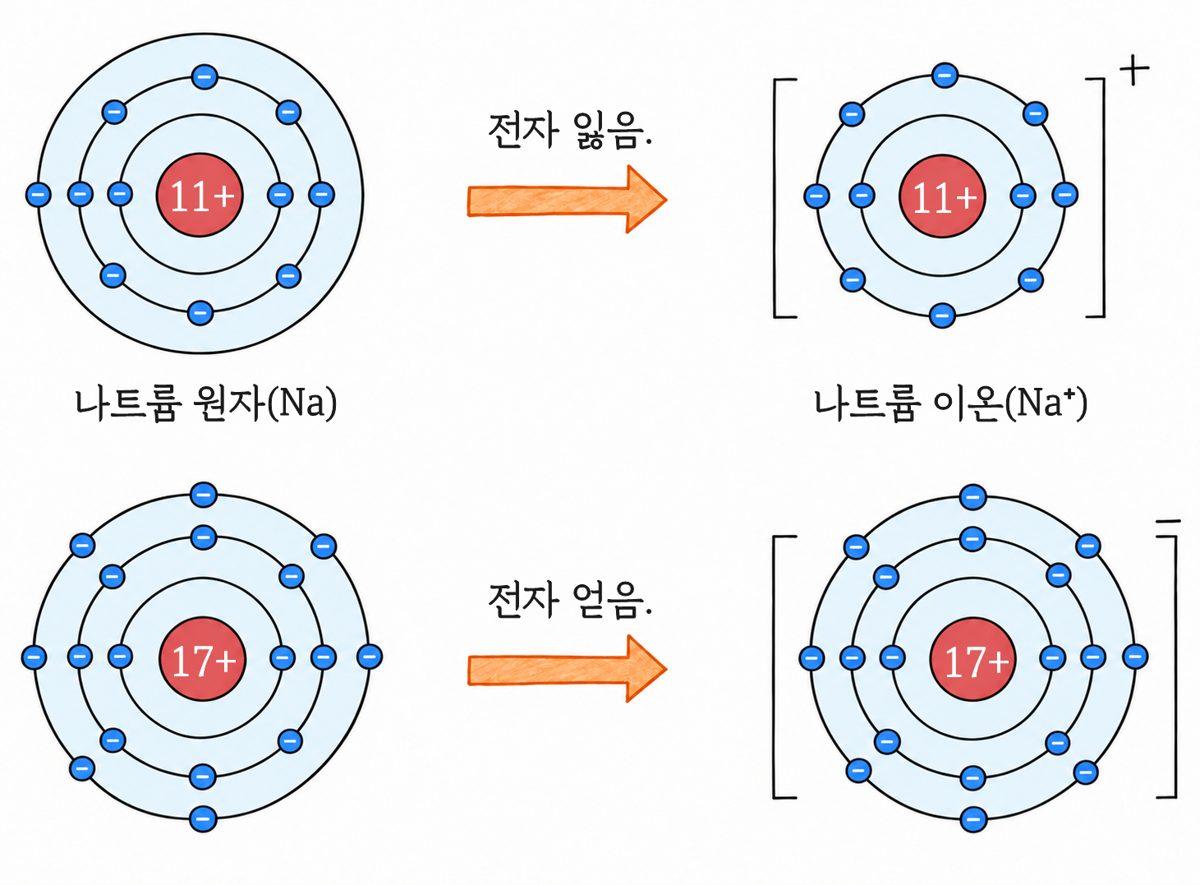 11+
전자 잃음.
11+
+
나트륨 원자(Na)
나트륨 이온(Na⁺)
17+
전자 얻음.
17+
−